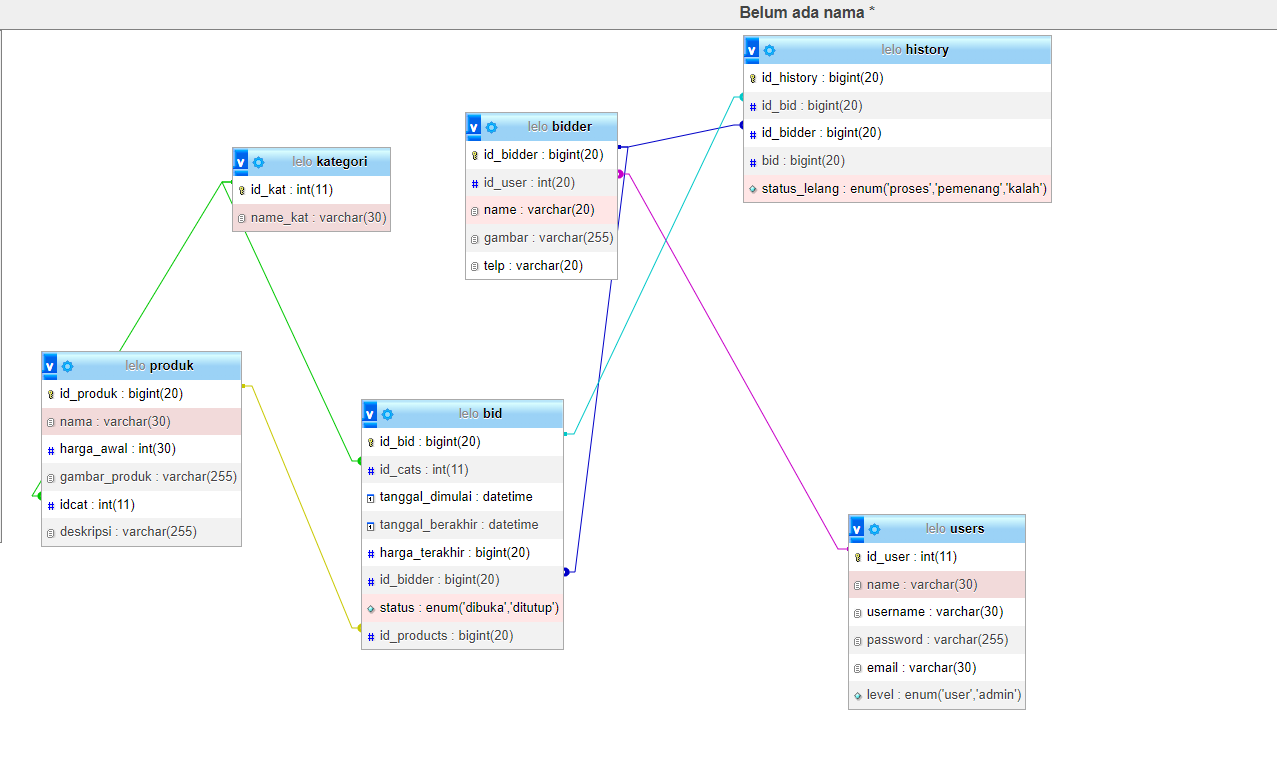 Belum ada nama *
lelo history
id_history : bigint(20)
id_bid : bigint(20)
id_bidder : bigint(20)
bid : bigint(20)
status_lelang : enum('proses','pemenang','kalah')
lelo bidder
id_bidder : bigint(20)
id_user : int(20)
name : varchar(20)
gambar : varchar(255)
telp : varchar(20)
lelo kategori
id_kat : int(11)
name_kat : varchar(30)
lelo produk
id_produk : bigint(20)
nama : varchar(30)
harga_awal : int(30)
gambar_produk : varchar(255)
idcat : int(11)
deskripsi : varchar(255)
lelo bid
id_bid : bigint(20)
id_cats : int(11)
tanggal_dimulai : datetime
tanggal_berakhir : datetime
harga_terakhir : bigint(20)
id_bidder : bigint(20)
status : enum('dibuka','ditutup')
id_products : bigint(20)
lelo users
id_user : int(11)
name : varchar(30)
username : varchar(30)
password : varchar(255)
email : varchar(30)
level : enum('user','admin')